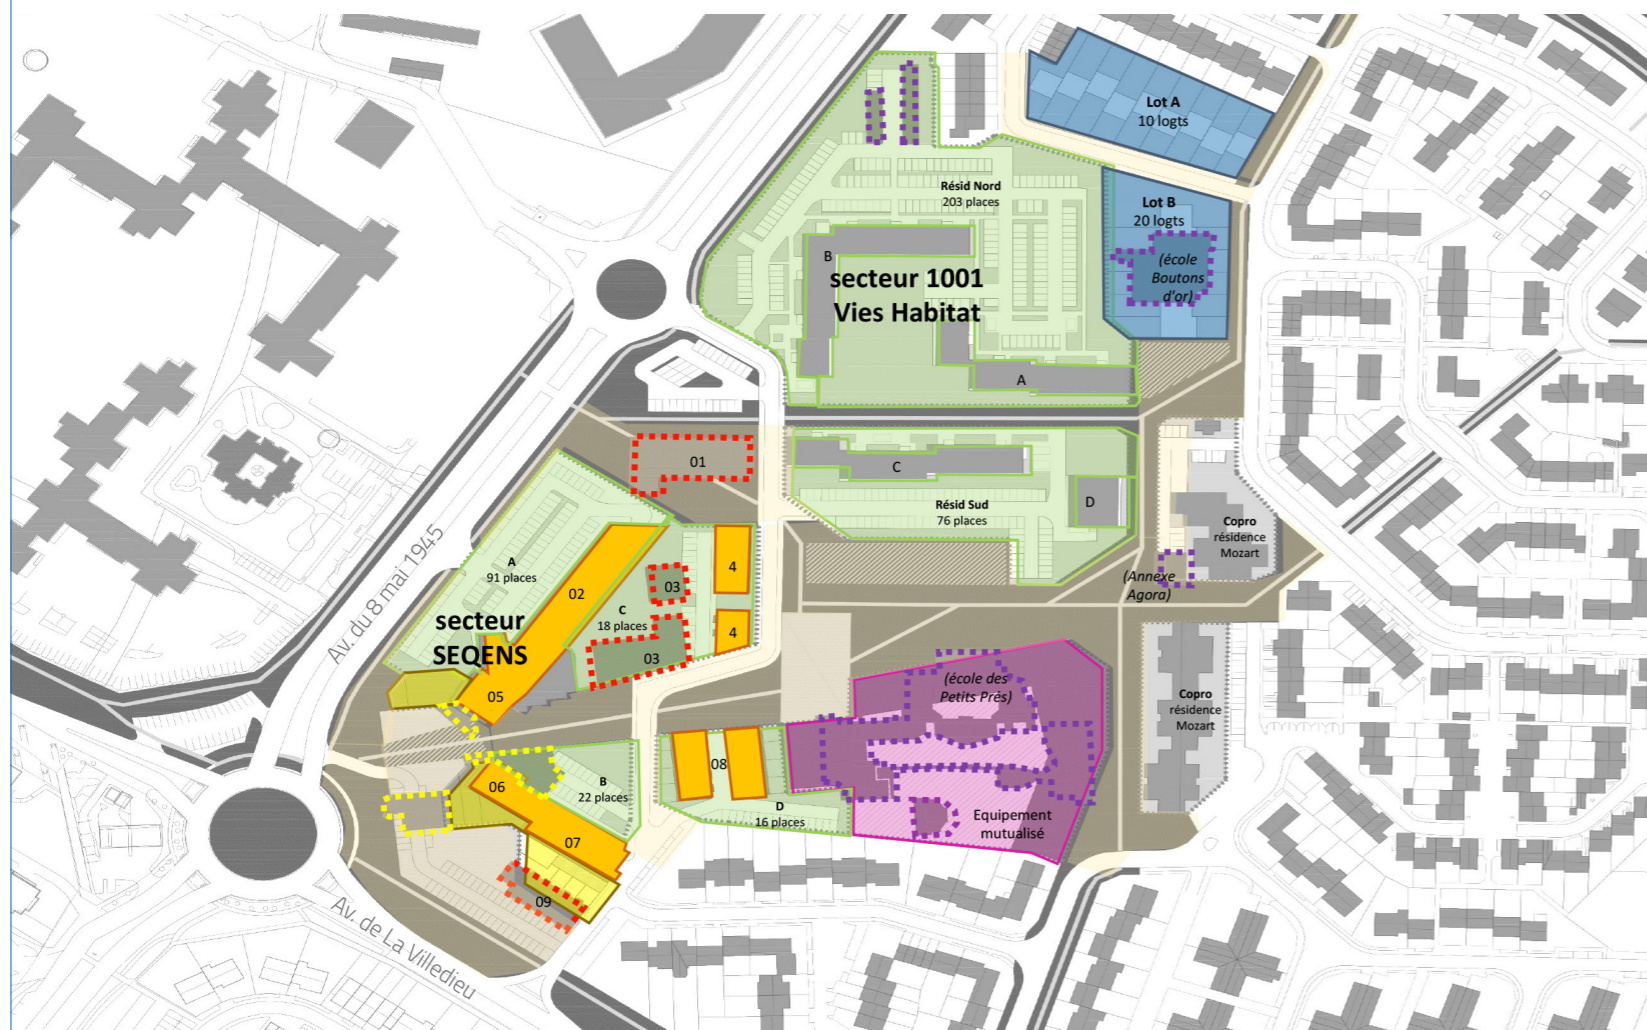 Lot A
10 logts
Résid Nord
203 places
Lot B
20 logts
(école
Boutons
d'or)
B
secteur 1001
Vies Habitat
A
01
C
D
Résid Sud
76 places
Copro
résidence
Mozart
(Annexe
Agora)
Av. du 8 mai 1945
A
91 places
02
4
03
C
18 places
4
03
secteur
SEQENS
05
(école des
Petits Prés)
Copro
résidence
Mozart
08
06
B
22 places
D
16 places
Equipement
mutualisé
07
09
Av. de La Villedieu